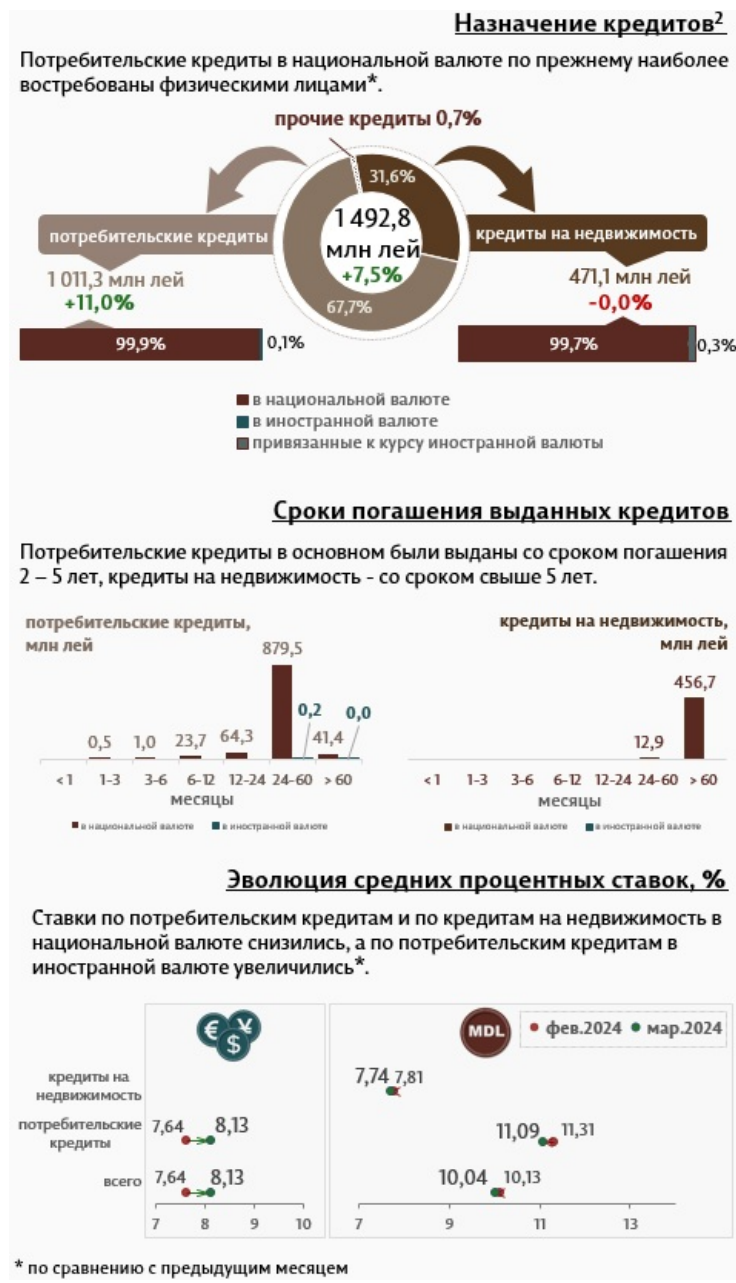 Назначение кредитов²
Потребительские кредиты в национальной валюте по прежнему наиболее
востребованы физическими лицами*.
прочие кредиты 0,7%
31,6%
1 492,8
млн лей
+7,5%
67,7%
потребительские кредиты
кредиты на недвижимость
1 011,3 млн лей
+11,0%
471,1 млн лей
-0,0%
99,9%
0,1%
99,7%
0,3%
в национальной валюте
в иностранной валюте
привязанные к курсу иностранной валюты
Сроки погашения выданных кредитов
Потребительские кредиты в основном были выданы со сроком погашения
2 – 5 лет, кредиты на недвижимость - со сроком свыше 5 лет.
потребительские кредиты,
млн лей
879,5
0,2
0,0
0,5 1,0 23,7 64,3 41,4
<1 1-3 3-6 6-12 12-24 24-60 >60
месяцы
в национальной валюте в иностранной валюте
кредиты на недвижимость,
млн лей
456,7
12,9
<1 1-3 3-6 6-12 12-24 24-60 >60
месяцы
в национальной валюте в иностранной валюте
Эволюция средних процентных ставок, %
Ставки по потребительским кредитам и по кредитам на недвижимость в
национальной валюте снизились, а по потребительским кредитам в
иностранной валюте увеличились*.
€ ¥ $
MDL
фев.2024 мар.2024
кредиты на
недвижимость
7,74 7,81
потребительские
кредиты
7,64 8,13
11,09 11,31
всего
7,64 8,13
10,04 10,13
7 8 9 10
7 9 11 13
* по сравнению с предыдущим месяцем